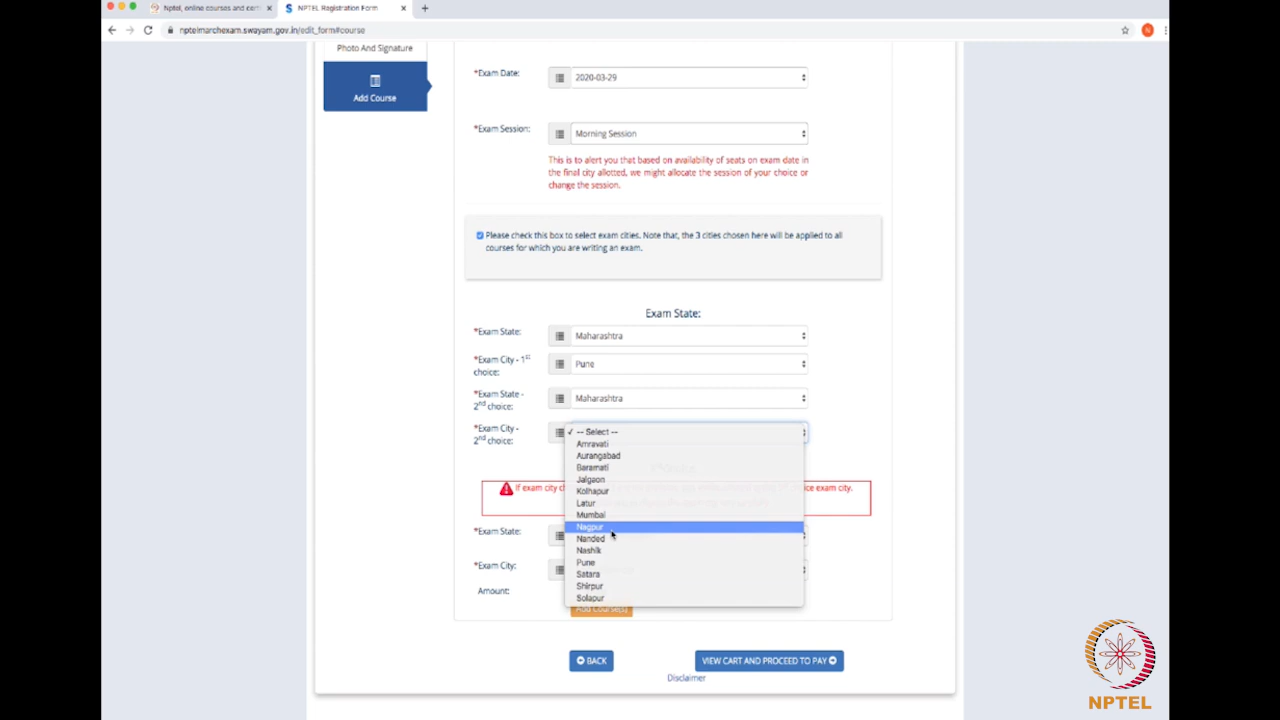 Nptel, online courses and cert
NPTEL Registration Form
nptelmarchexam.swayam.gov.in/edit_form#course
N
Photo And Signature
Add Course
*Exam Date:
2020-03-29
*Exam Session:
Morning Session
This is to alert you that based on availability of seats on exam date in
the final city allotted, we might allocate the session of your choice or
change the session.
Please check this box to select exam cities. Note that, the 3 cities chosen here will be applied to all
courses for which you are writing an exam.
Exam State:
*Exam State:
Maharashtra
*Exam City - 1st
choice:
Pune
*Exam State -
2nd choice:
Maharashtra
*Exam City -
2nd choice:
-- Select --
Amravati
Aurangabad
Baramati
Jalgaon
Kolhapur
Latur
Mumbai
Nagpur
Nanded
Nashik
Pune
Satara
Shirpur
Solapur
If exam city ch
choice exam city.
*Exam State:
*Exam City:
Amount:
Add Course(s)
BACK
VIEW CART AND PROCEED TO PAY
Disclaimer
NPTEL